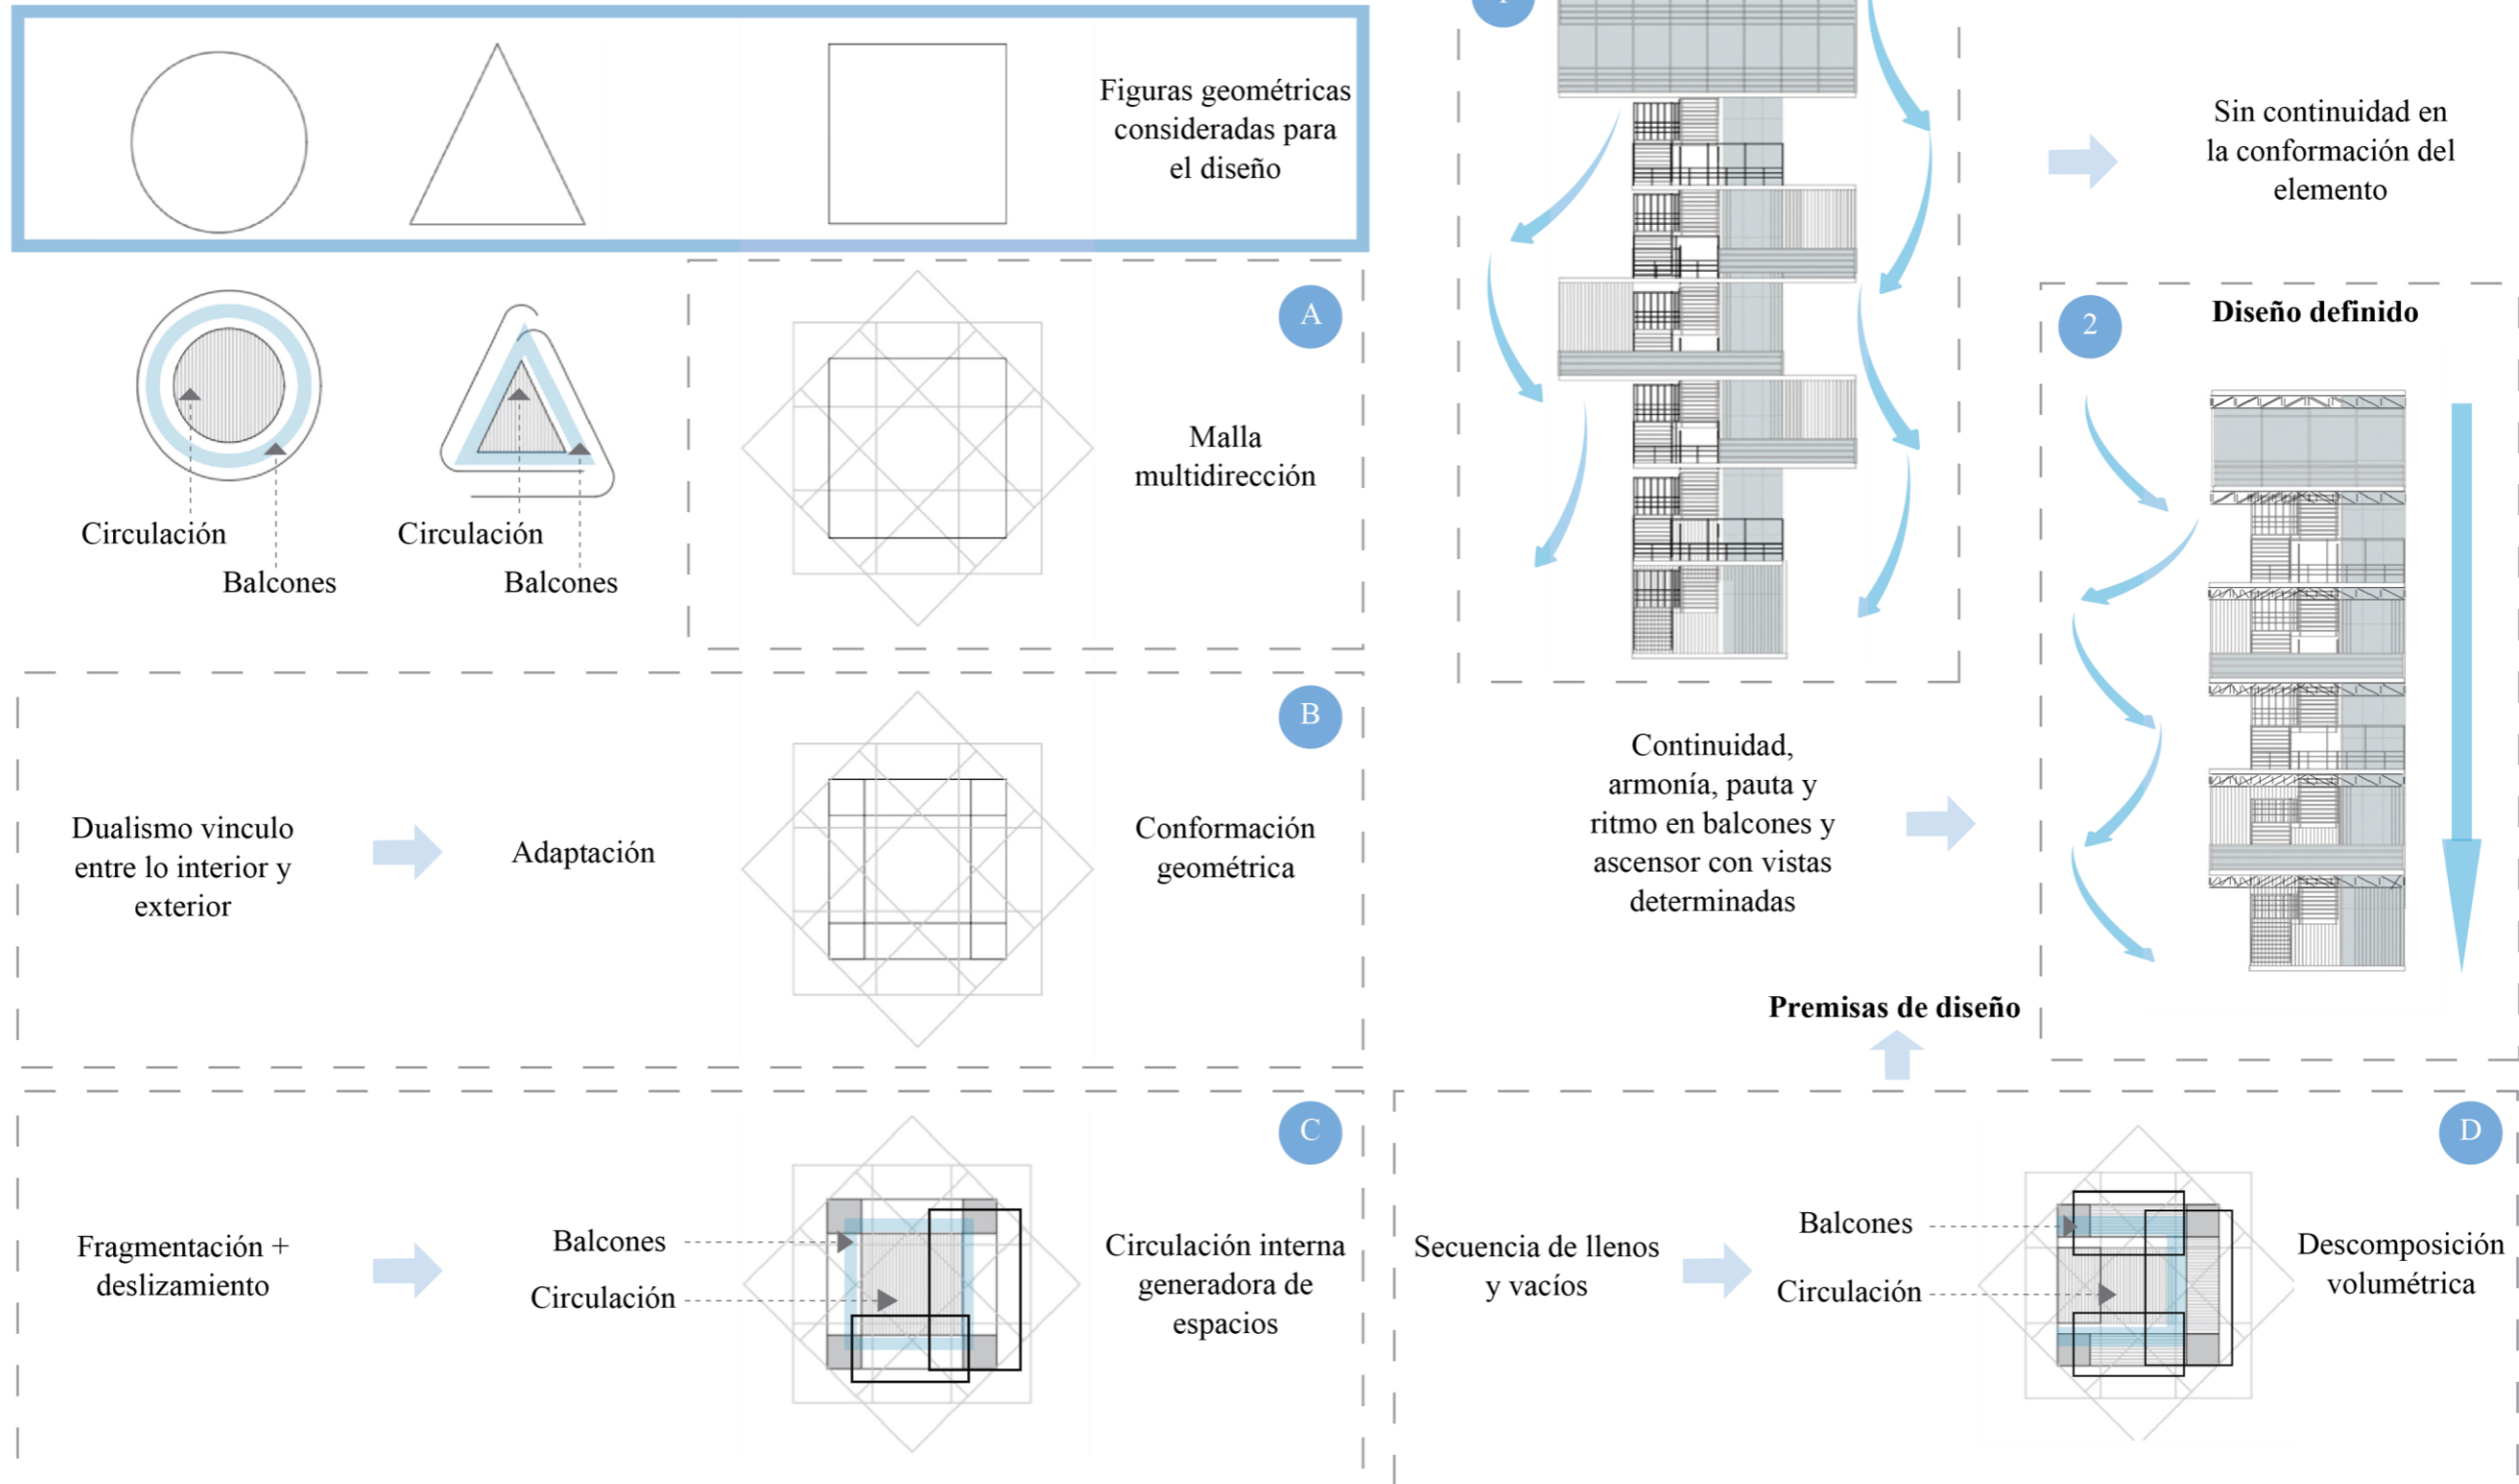 Figuras geométricas
consideradas para
el diseño
A
Malla
multidirección
Circulación
Balcones
Circulación
Balcones
B
Dualismo vinculo
entre lo interior y
exterior
Adaptación
Conformación
geométrica
C
Fragmentación +
deslizamiento
Balcones
Circulación
Circulación interna
generadora de
espacios
D
Secuencia de llenos
y vacíos
Balcones
Circulación
Descomposición
volumétrica
Premisas de diseño
Sin continuidad en
la conformación del
elemento
Continuidad,
armonía, pauta y
ritmo en balcones y
ascensor con vistas
determinadas
2
Diseño definido